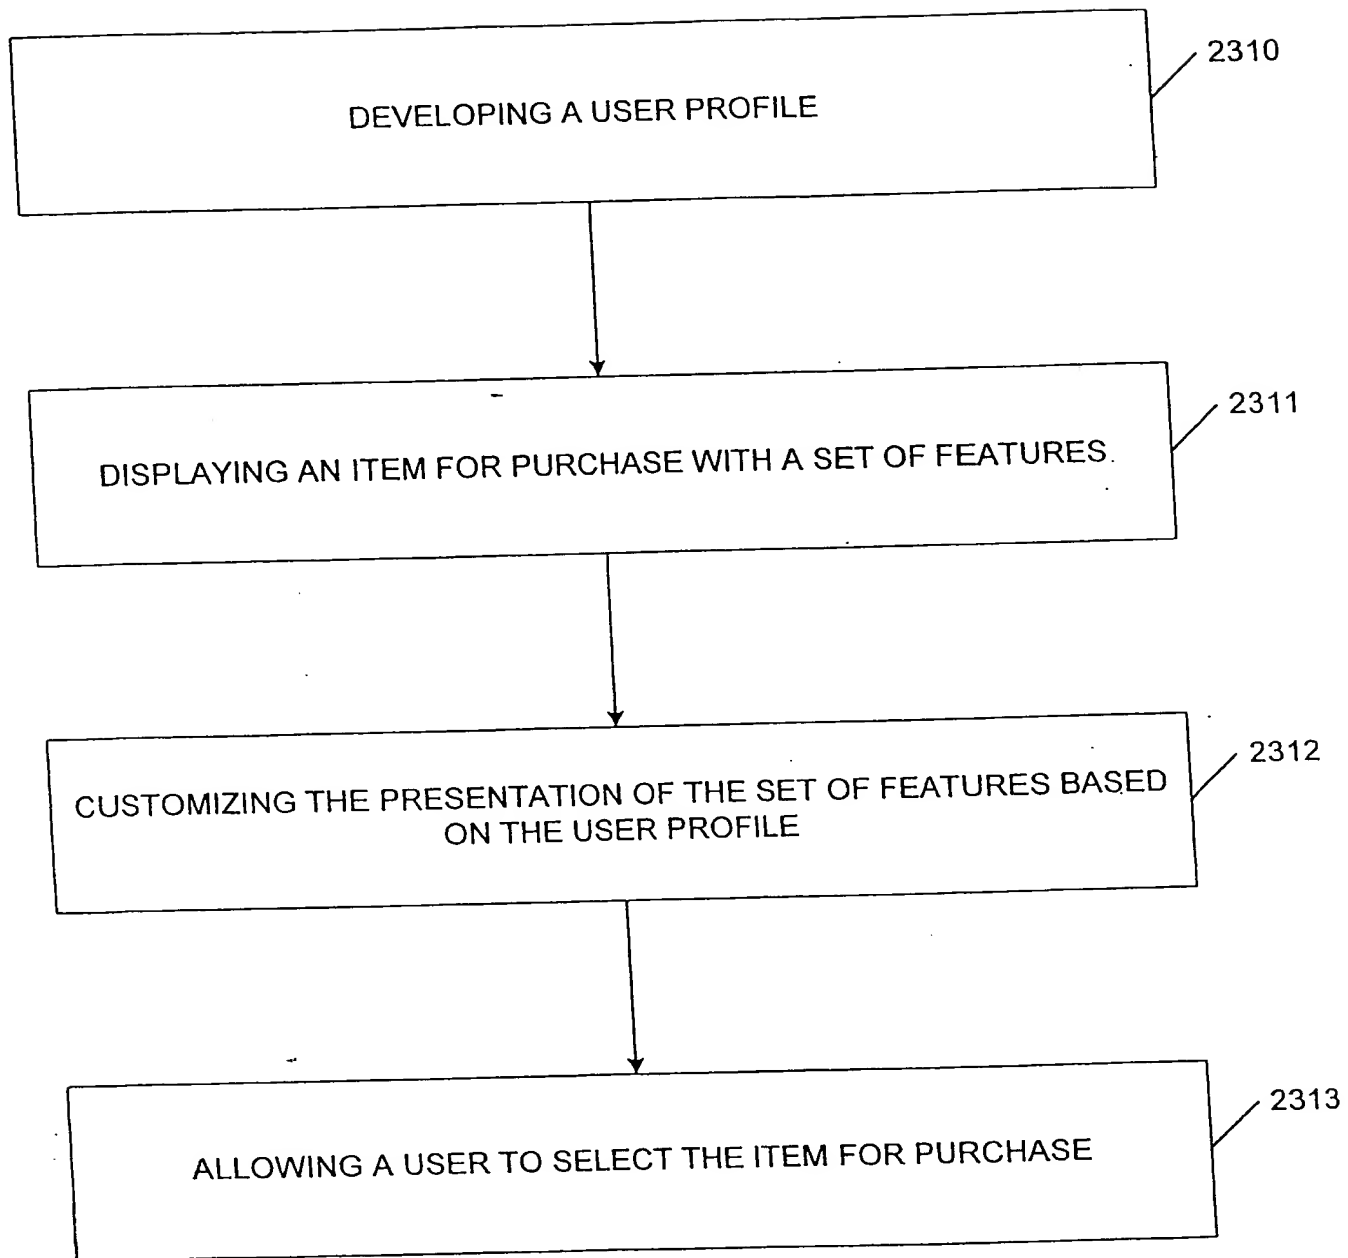 2310
DEVELOPING A USER PROFILE
2311
DISPLAYING AN ITEM FOR PURCHASE WITH A SET OF FEATURES
2312
CUSTOMIZING THE PRESENTATION OF THE SET OF FEATURES BASED
ON THE USER PROFILE
2313
ALLOWING A USER TO SELECT THE ITEM FOR PURCHASE